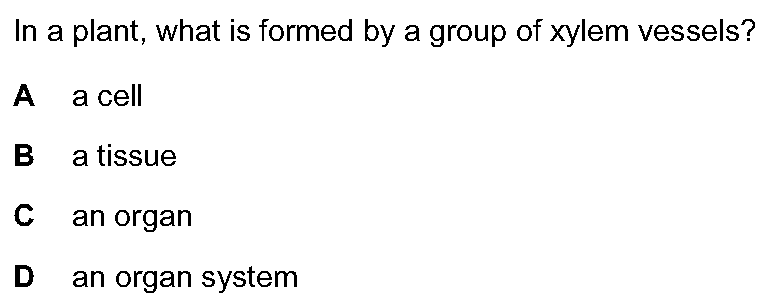 In a plant, what is formed by a group of xylem vessels?
A a cell
B a tissue
C an organ
D an organ system